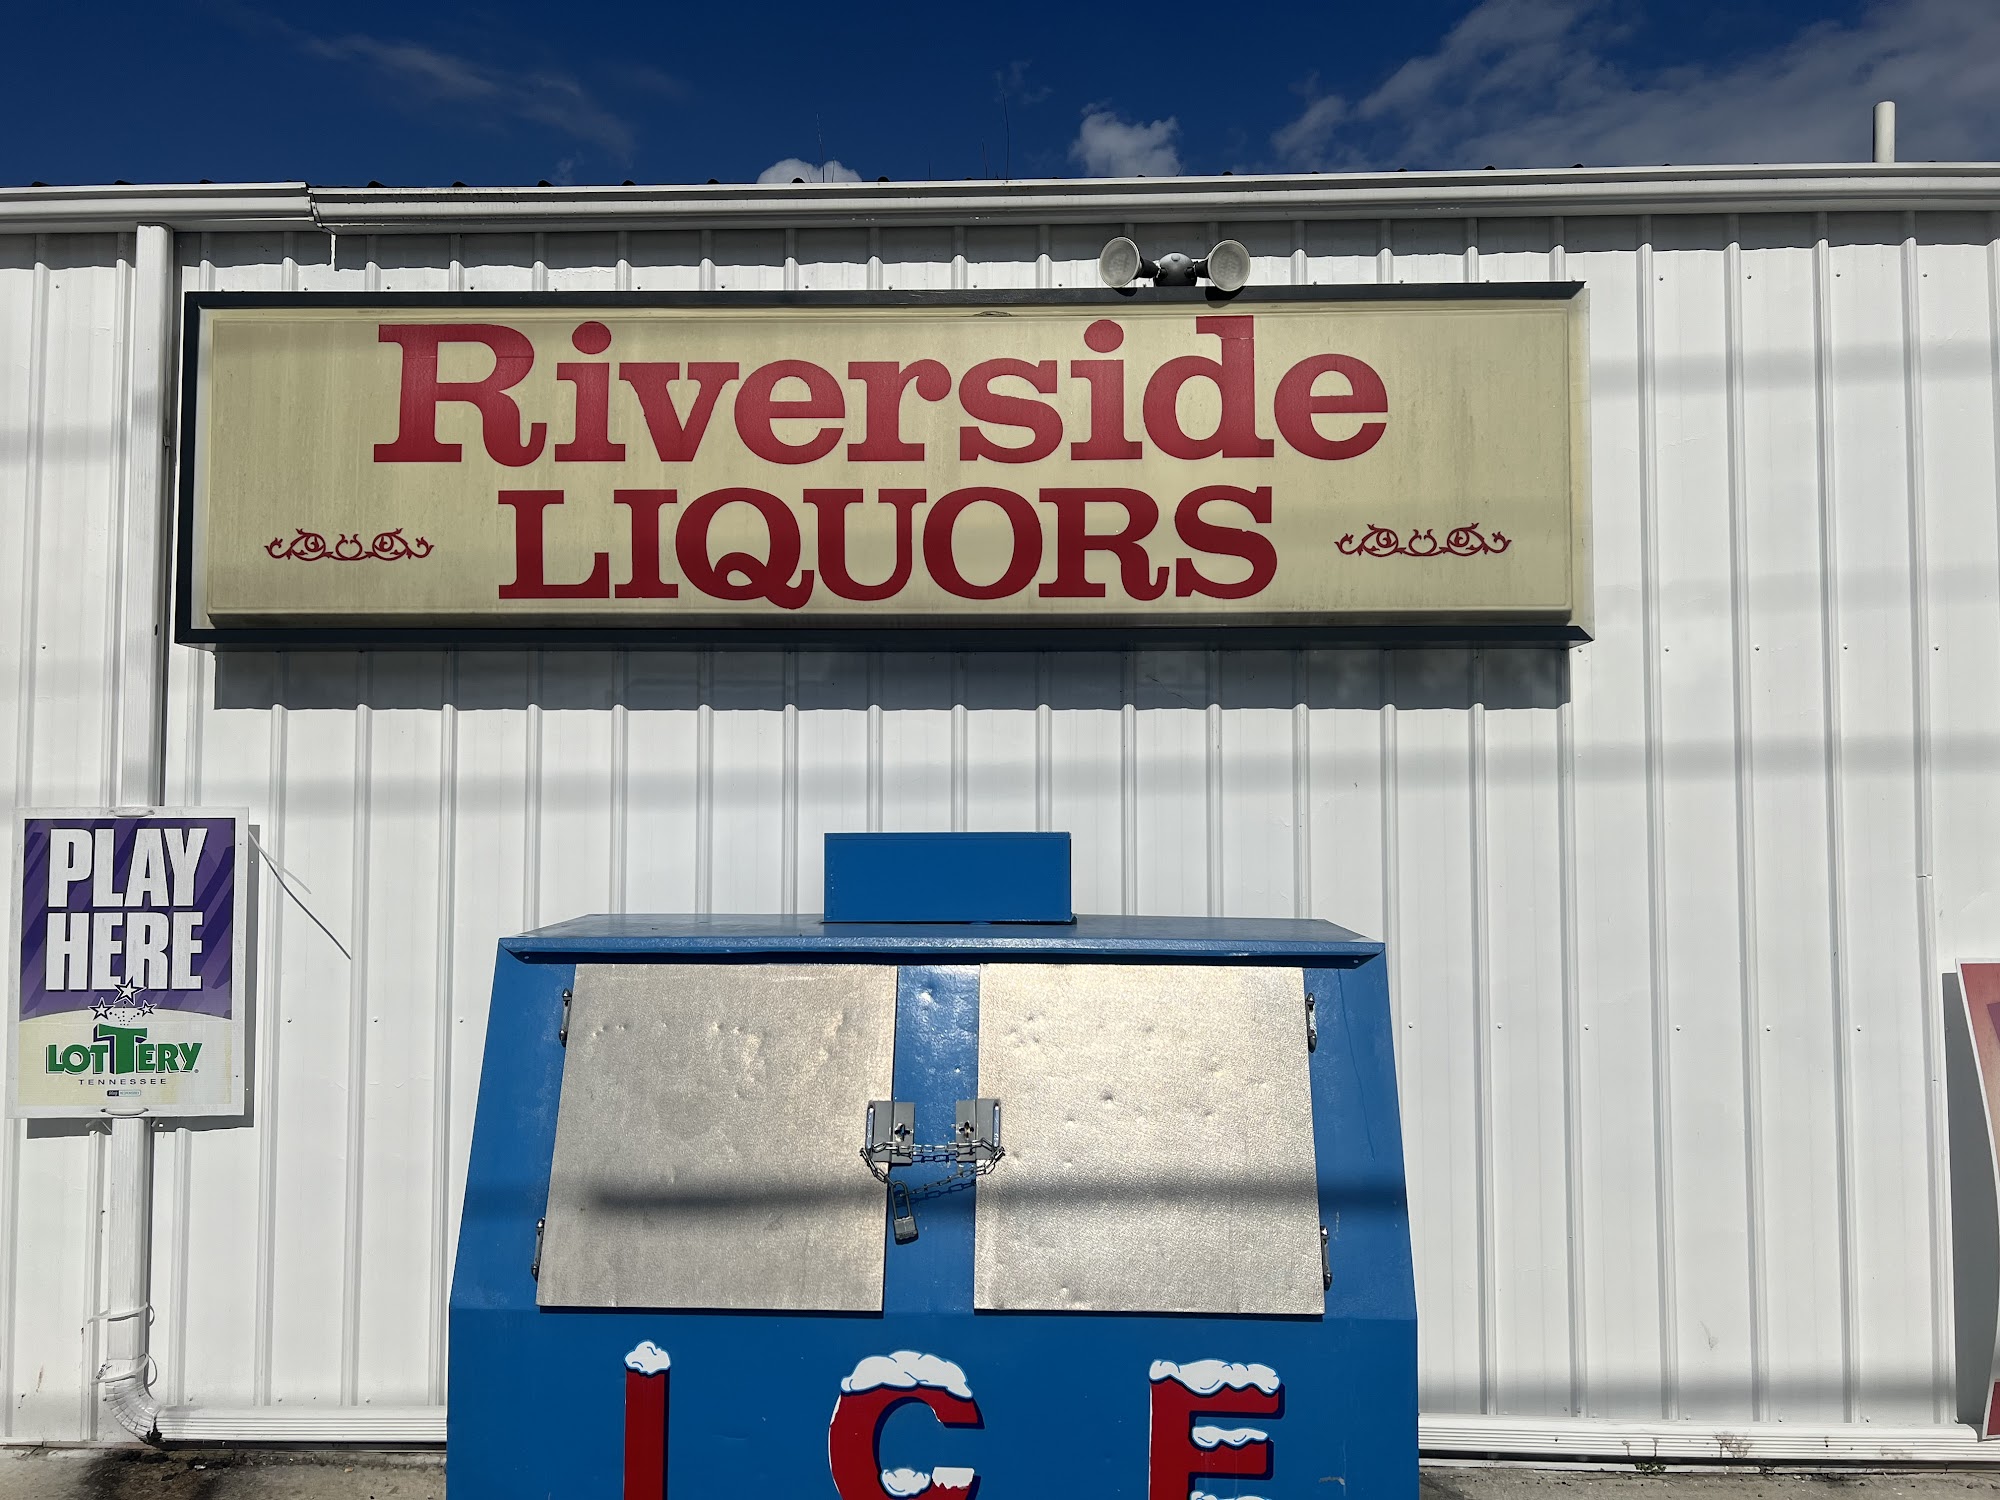 Riverside
LIQUORS
PLAY
HERE
LOTTERY
TENNESSEE
ICE